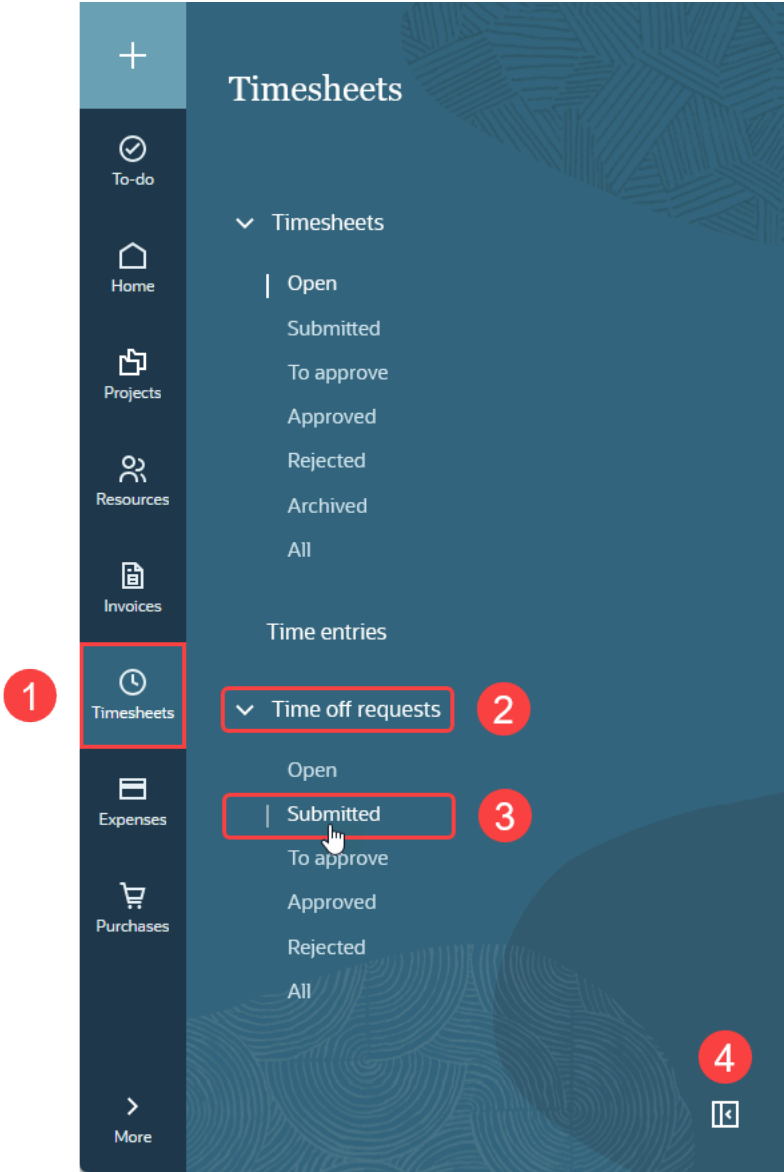 Timesheets
To-do
Home
Projects
Resources
Invoices
Timesheets
Expenses
Purchases
More
Timesheets
Open
Submitted
To approve
Approved
Rejected
Archived
All
Time entries
Time off requests
Open
Submitted
To approve
Approved
Rejected
All
1
2
3
4